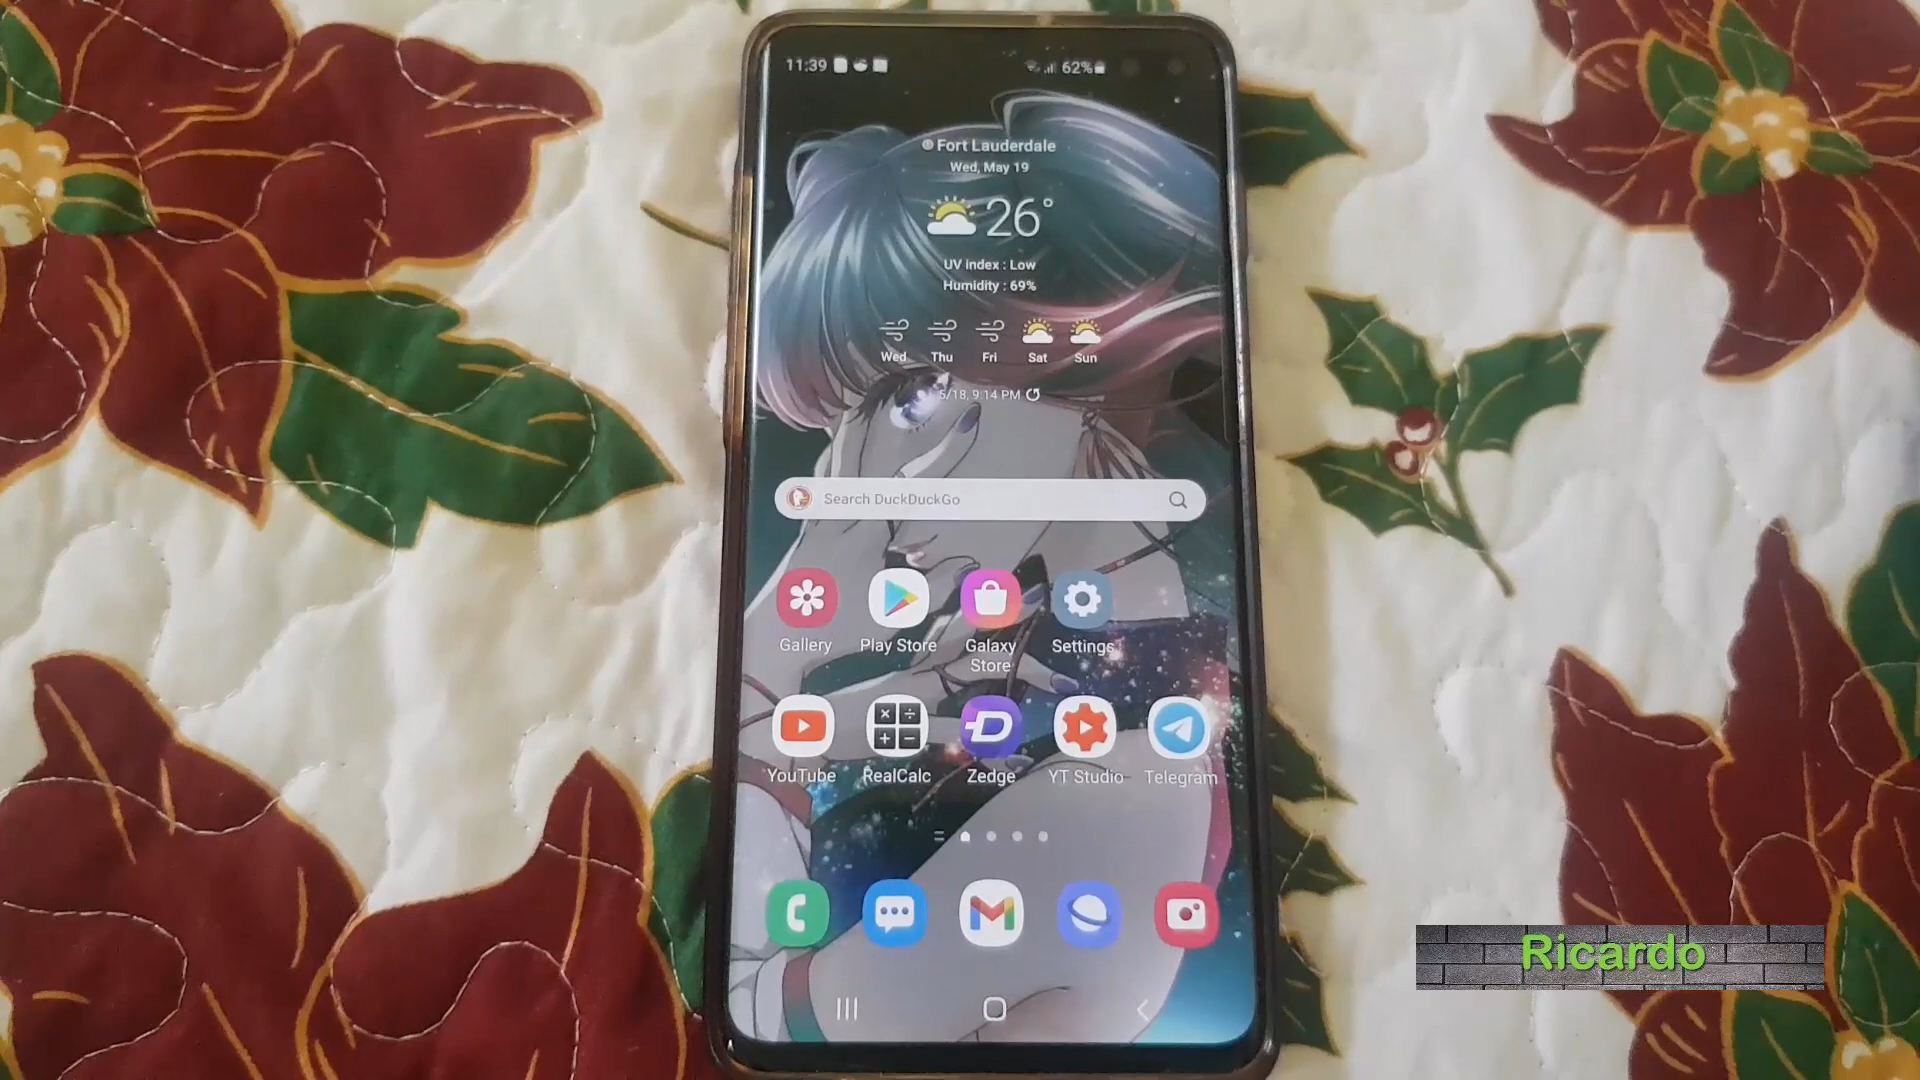 11:39
62%
Fort Lauderdale
Wed, May 19
26°
UV index : Low
Humidity : 69%
Wed Thu Fri Sat Sun
5/18, 9:14 PM
Search DuckDuckGo
Gallery Play Store Galaxy Store Settings
YouTube RealCalc Zedge YT Studio Telegram
Ricardo